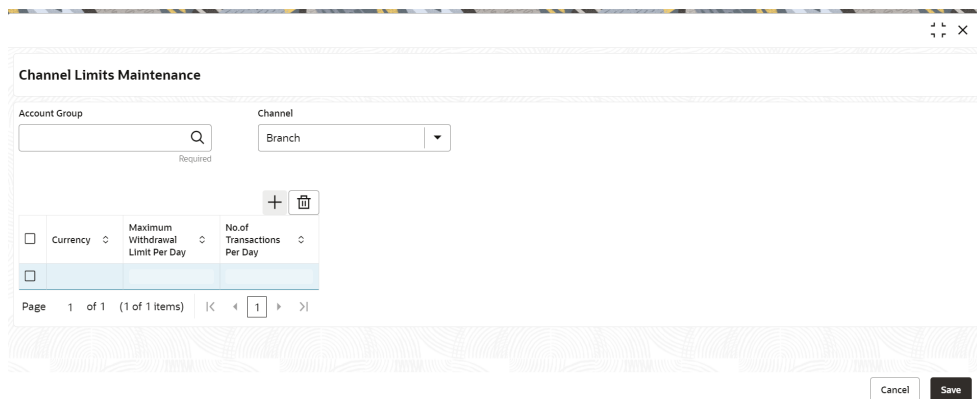 Channel Limits Maintenance
Account Group
Channel
Branch
Required
Currency
Maximum
Withdrawal
Limit Per Day
No.of
Transactions
Per Day
Page 1 of 1 (1 of 1 items) 1
Cancel Save